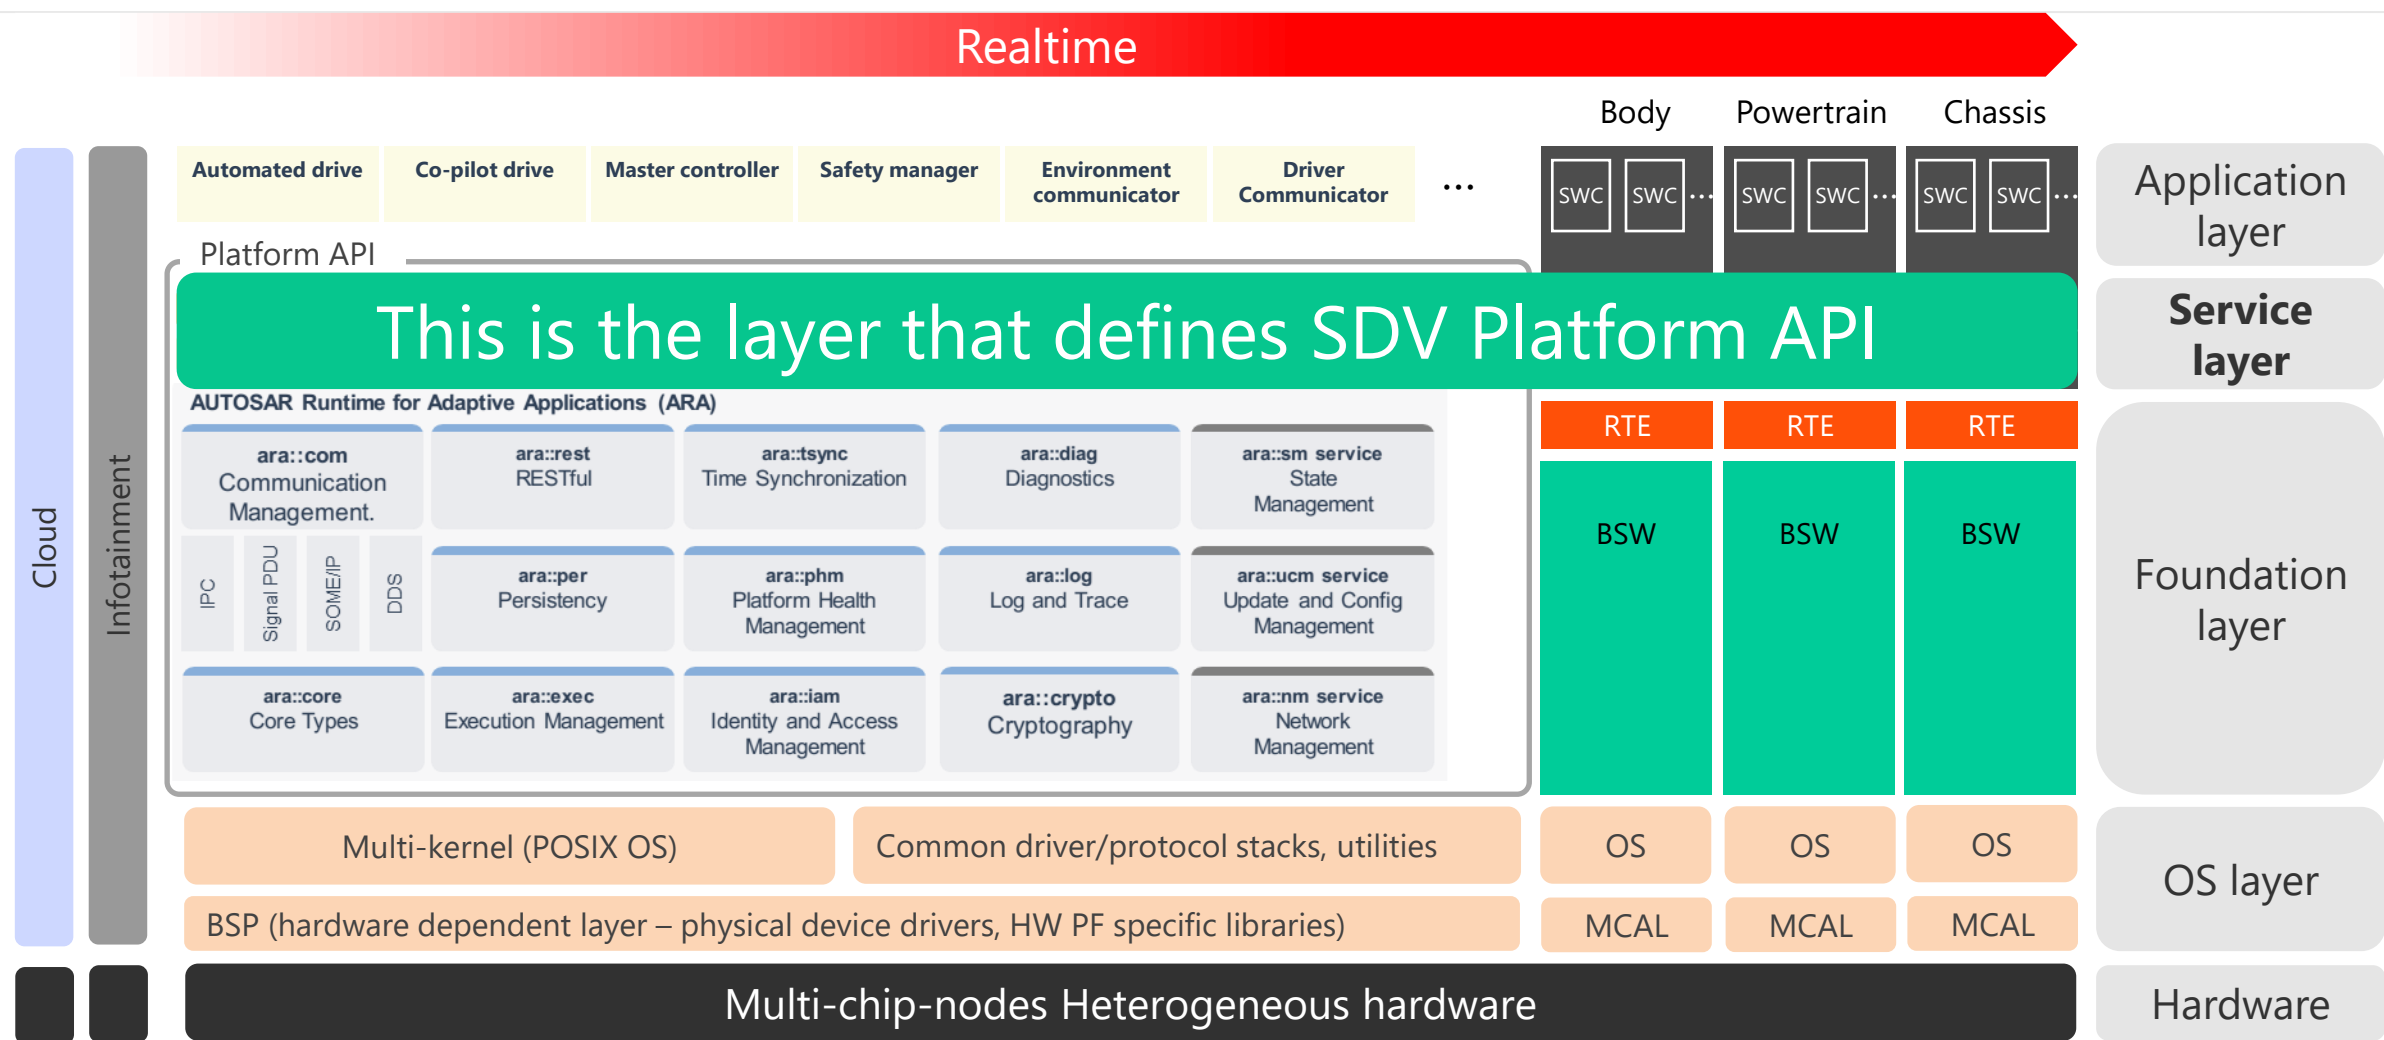 Realtime
Body
Powertrain
Chassis
Automated drive
Co-pilot drive
Master controller
Safety manager
Environment
communicator
Driver
Communicator
...
SWC
SWC
...
SWC
SWC
...
SWC
SWC
...
Application
layer
Platform API
This is the layer that defines SDV Platform API
Service
layer
AUTOSAR Runtime for Adaptive Applications (ARA)
ara::com
Communication
Management.
ara::rest
RESTful
ara::tsync
Time Synchronization
ara::diag
Diagnostics
ara::sm service
State
Management
IPC
Signal PDU
SOME/IP
DDS
ara::per
Persistency
ara::phm
Platform Health
Management
ara::log
Log and Trace
ara::ucm service
Update and Config
Management
ara::core
Core Types
ara::exec
Execution Management
ara::iam
Identity and Access
Management
ara::crypto
Cryptography
ara::nm service
Network
Management
RTE
RTE
RTE
BSW
BSW
BSW
Foundation
layer
Cloud
Infotainment
Multi-kernel (POSIX OS)
Common driver/protocol stacks, utilities
OS
OS
OS
OS layer
BSP (hardware dependent layer – physical device drivers, HW PF specific libraries)
MCAL
MCAL
MCAL
Multi-chip-nodes Heterogeneous hardware
Hardware